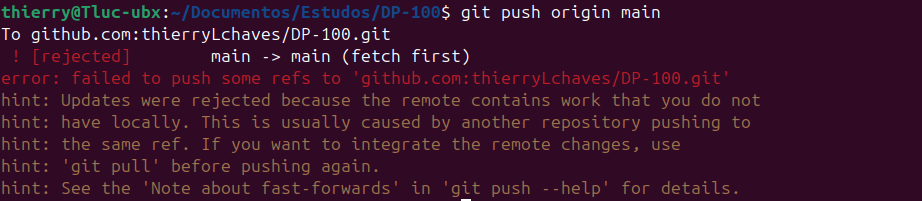 thierry@Tluc-ubx:~/Documentos/Estudos/DP-100$ git push origin main
To github.com:thierryLchaves/DP-100.git
 ! [rejected]        main -> main (fetch first)
error: failed to push some refs to 'github.com:thierryLchaves/DP-100.git'
hint: Updates were rejected because the remote contains work that you do not
hint: have locally. This is usually caused by another repository pushing to
hint: the same ref. If you want to integrate the remote changes, use
hint: 'git pull' before pushing again.
hint: See the 'Note about fast-forwards' in 'git push --help' for details.